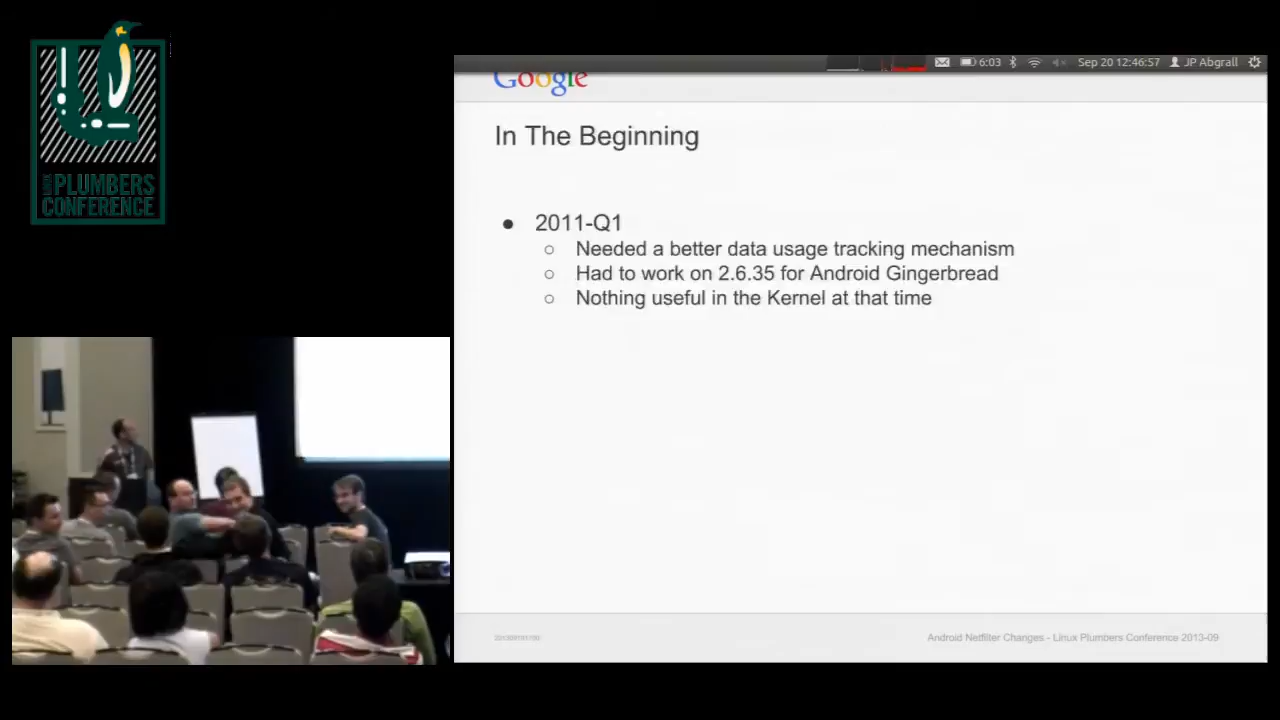 LINUX
PLUMBERS
CONFERENCE
6:03
Sep 20 12:46:57
JP Abgrall
Google
In The Beginning
● 2011-Q1
○ Needed a better data usage tracking mechanism
○ Had to work on 2.6.35 for Android Gingerbread
○ Nothing useful in the Kernel at that time
Android Netfilter Changes - Linux Plumbers Conference 2013-09